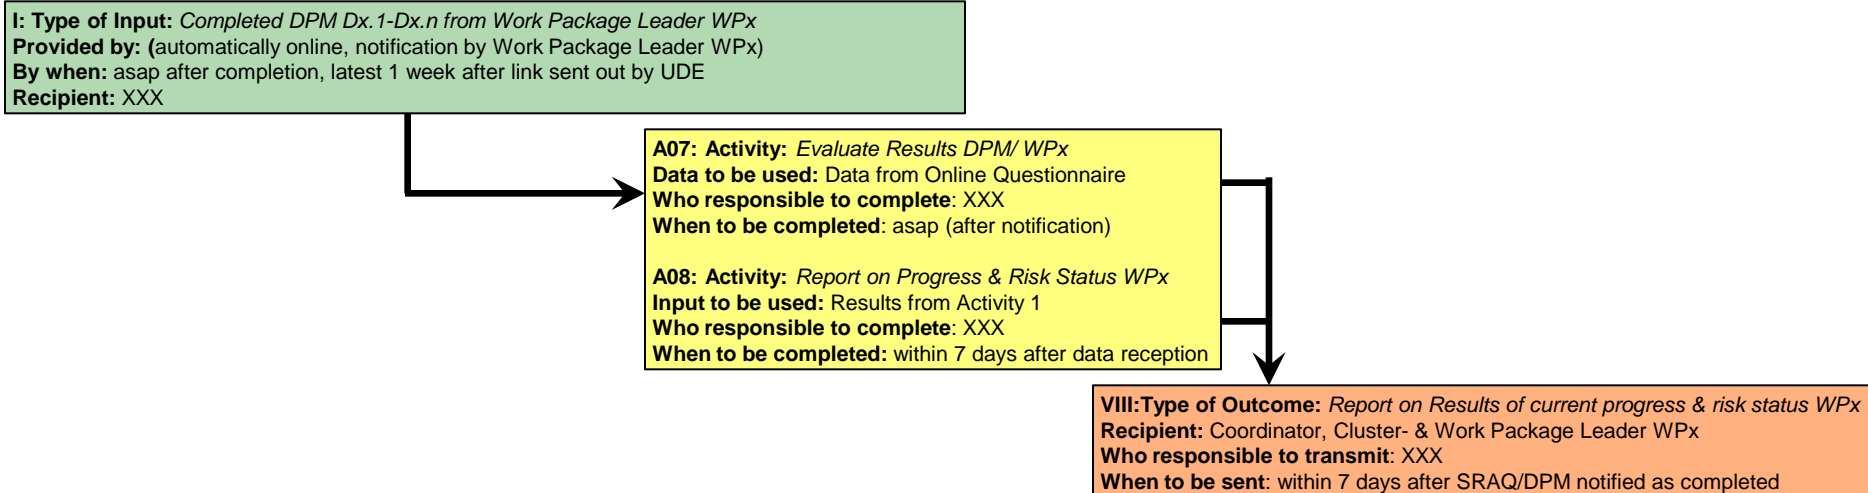 I: Type of Input: Completed DPM Dx.1-Dx.n from Work Package Leader WPx
Provided by: (automatically online, notification by Work Package Leader WPx)
By when: asap after completion, latest 1 week after link sent out by UDE
Recipient: XXX
A07: Activity: Evaluate Results DPM/ WPx
Data to be used: Data from Online Questionnaire
Who responsible to complete: XXX
When to be completed: asap (after notification)
A08: Activity: Report on Progress & Risk Status WPx
Input to be used: Results from Activity 1
Who responsible to complete: XXX
When to be completed: within 7 days after data reception
VIII:Type of Outcome: Report on Results of current progress & risk status WPx
Recipient: Coordinator, Cluster- & Work Package Leader WPx
Who responsible to transmit: XXX
When to be sent: within 7 days after SRAQ/DPM notified as completed